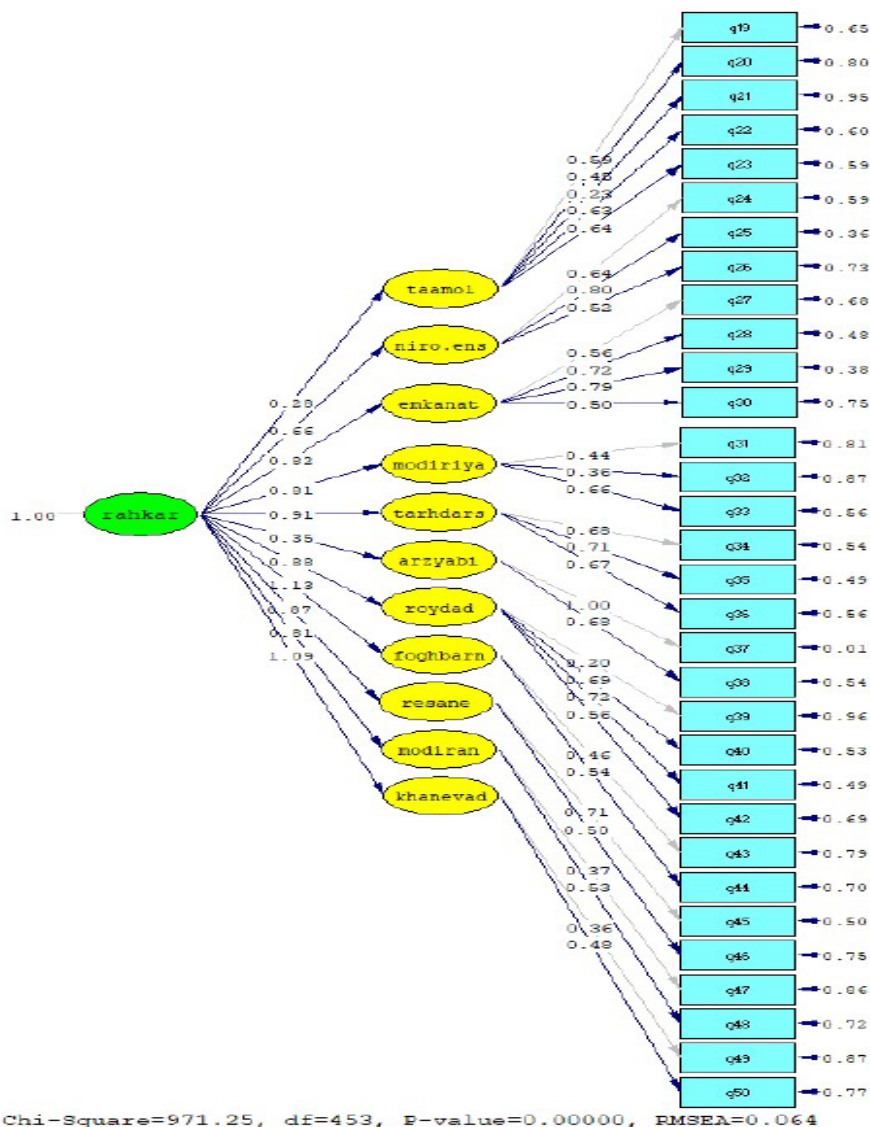 q19 0.65
q20 0.80
q21 0.95
q22 0.60
q23 0.59
q24 0.59
q25 0.36
q26 0.73
q27 0.68
q28 0.48
q29 0.38
q30 0.75
q31 0.81
q32 0.87
q33 0.56
q34 0.54
q35 0.49
q36 0.56
q37 0.01
q38 0.54
q39 0.96
q40 0.53
q41 0.49
q42 0.69
q43 0.79
q44 0.70
q45 0.50
q46 0.75
q47 0.86
q48 0.72
q49 0.87
q50 0.77
0.59
0.45
0.23
0.63
0.64
0.64
0.80
0.52
0.56
0.72
0.79
0.50
0.44
0.36
0.66
0.68
0.71
0.67
1.00
0.68
0.20
0.69
0.72
0.56
0.46
0.54
0.71
0.50
0.37
0.53
0.36
0.48
taamol
niro.ens
emkanat
modiriya
tarhdars
arzyabi
roydad
foghbarn
resane
modiran
khanevad
0.28
0.66
0.82
0.81
0.91
0.35
0.88
1.13
0.87
0.81
1.09
1.00
rahkar
Chi-Square=971.25, df=453, P-value=0.00000, RMSEA=0.064